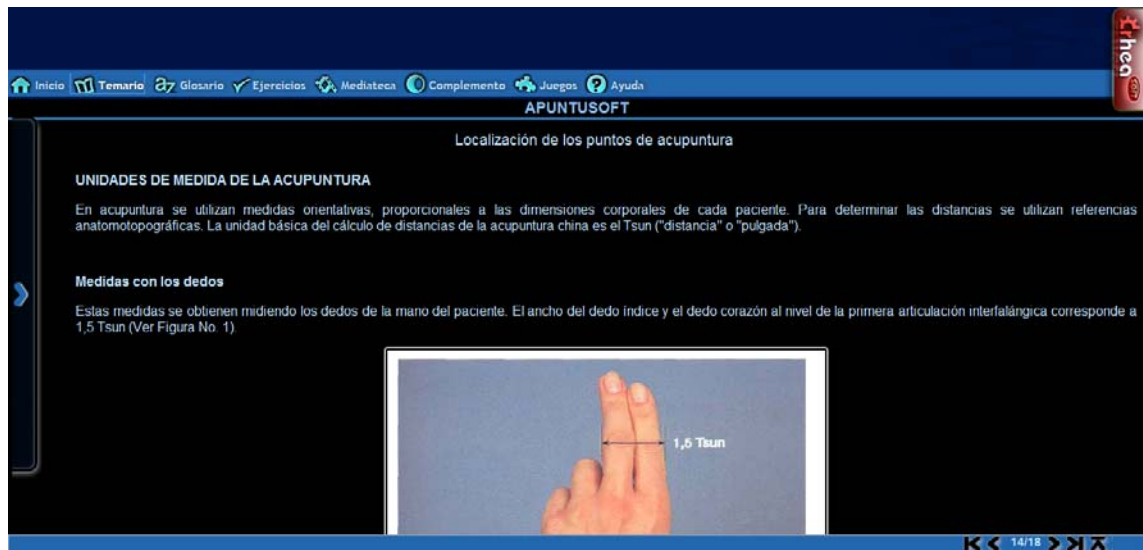 Crhea
soft
Inicio Temario Glosario Ejercicios Mediateca Complemento Juegos Ayuda
APUNTUSOFT
Localización de los puntos de acupuntura
UNIDADES DE MEDIDA DE LA ACUPUNTURA
En acupuntura se utilizan medidas orientativas, proporcionales a las dimensiones corporales de cada paciente. Para determinar las distancias se utilizan referencias
anatomotopográficas. La unidad básica del cálculo de distancias de la acupuntura china es el Tsun ("distancia" o "pulgada").
Medidas con los dedos
Estas medidas se obtienen midiendo los dedos de la mano del paciente. El ancho del dedo índice y el dedo corazón al nivel de la primera articulación interfalángica corresponde a
1,5 Tsun (Ver Figura No. 1).
1,5 Tsun
14/18